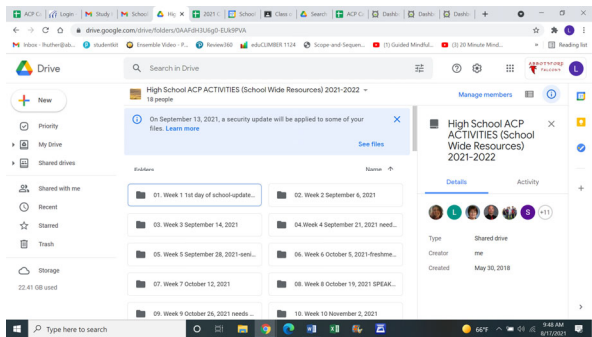 ACP C
Login
M Study
M School
Hig
2021 C
School
Class
Search
ACP C
Dashb
Dashb
Dashb
drive.google.com/drive/folders/0AAFdH3U6g0-EUk9PVA
Inbox - lhuther@ab...
studentkit
Ensemble Video - P...
Review360
eduCLIMBER 1124
Scope-and-Sequen...
(1) Guided Mindful...
(3) 20 Minute Mind...
»
Reading list
Drive
Search in Drive
FALCONS
L
New
High School ACP ACTIVITIES (School Wide Resources) 2021-2022
18 people
Manage members
On September 13, 2021, a security update will be applied to some of your
files. Learn more
See files
Priority
My Drive
Shared drives
Shared with me
Recent
Starred
Trash
Storage
22.41 GB used
Folders
Name
01. Week 1 1st day of school-update...
02. Week 2 September 6, 2021
03. Week 3 September 14, 2021
04.Week 4 September 21, 2021 need...
05. Week 5 September 28, 2021-seni...
06. Week 6 October 5, 2021-freshme...
07. Week 7 October 12, 2021
08. Week 8 October 19, 2021 SPEAK...
09. Week 9 October 26, 2021 needs ...
10. Week 10 November 2, 2021
High School ACP
ACTIVITIES (School
Wide Resources)
2021-2022
Details
Activity
L
S
+11
Type Shared drive
Creator me
Created May 30, 2018
Type here to search
66°F
9:48 AM
8/17/2021